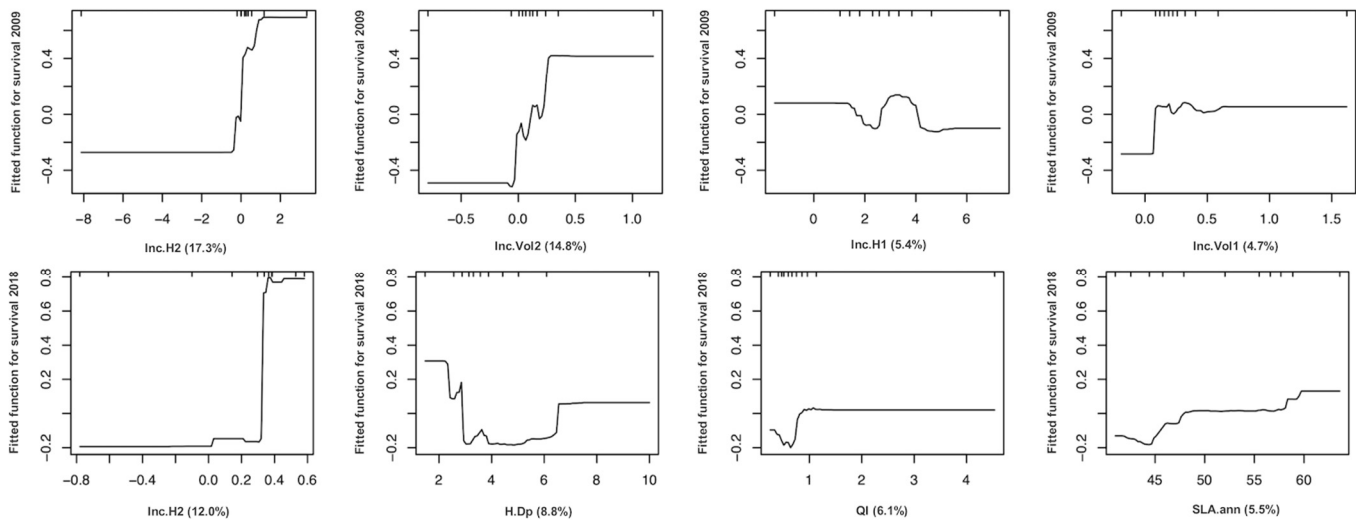 Fitted function for survival 2009
0.4
0.0
−0.4
−8 −6 −4 −2 0 2
Inc.H2 (17.3%)
Fitted function for survival 2009
0.4
0.0
−0.4
−0.5 0.0 0.5 1.0
Inc.Vol2 (14.8%)
Fitted function for survival 2009
0.4
0.0
−0.4
0 2 4 6
Inc.H1 (5.4%)
Fitted function for survival 2009
0.4
0.0
−0.4
0.0 0.5 1.0 1.5
Inc.Vol1 (4.7%)
Fitted function for survival 2018
0.8
0.6
0.4
0.2
−0.2
−0.8 −0.4 0.0 0.2 0.4 0.6
Inc.H2 (12.0%)
Fitted function for survival 2018
0.8
0.6
0.4
0.2
−0.2
2 4 6 8 10
H.Dp (8.8%)
Fitted function for survival 2018
0.8
0.6
0.4
0.2
−0.2
1 2 3 4
QI (6.1%)
Fitted function for survival 2018
0.8
0.6
0.4
0.2
−0.2
45 50 55 60
SLA.ann (5.5%)